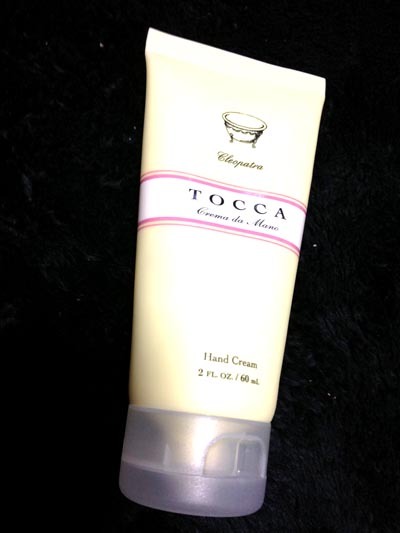 Cleopatra
TOCCA
Crema da Mano
Hand Cream
2 FL. OZ. / 60 mL